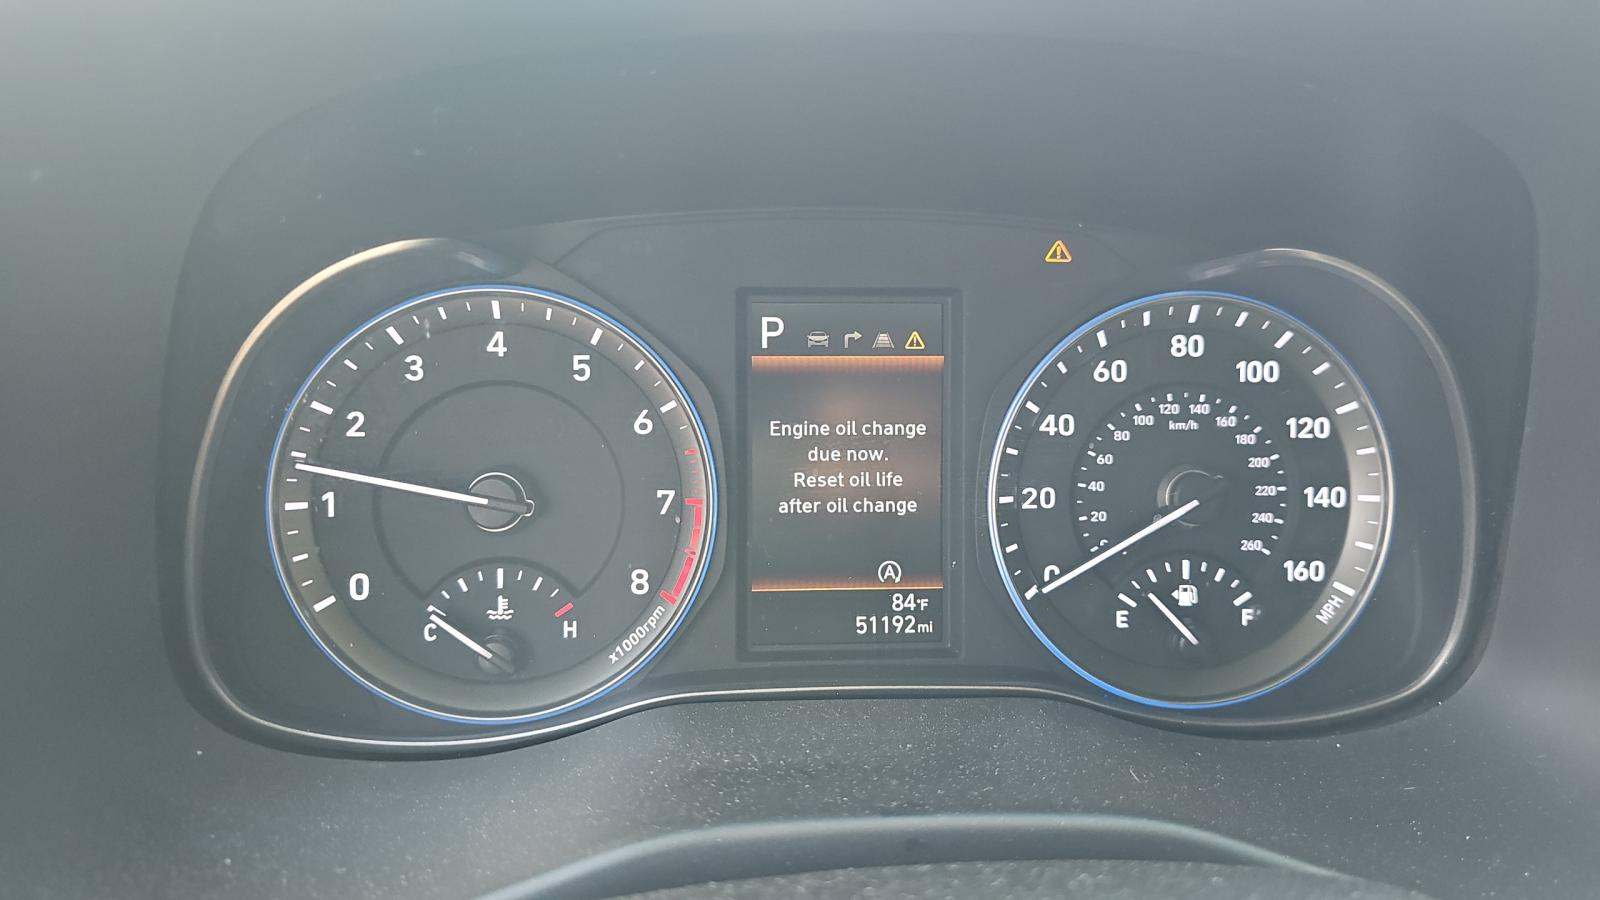 4
3
5
2
6
1
7
0
8
x1000rpm
C
H
P
Engine oil change
due now.
Reset oil life
after oil change
A
84°F
51192mi
80
60
100
40
120
20
140
0
160
MPH
120
140
100
160
km/h
80
180
60
200
40
220
20
240
0
260
E
F